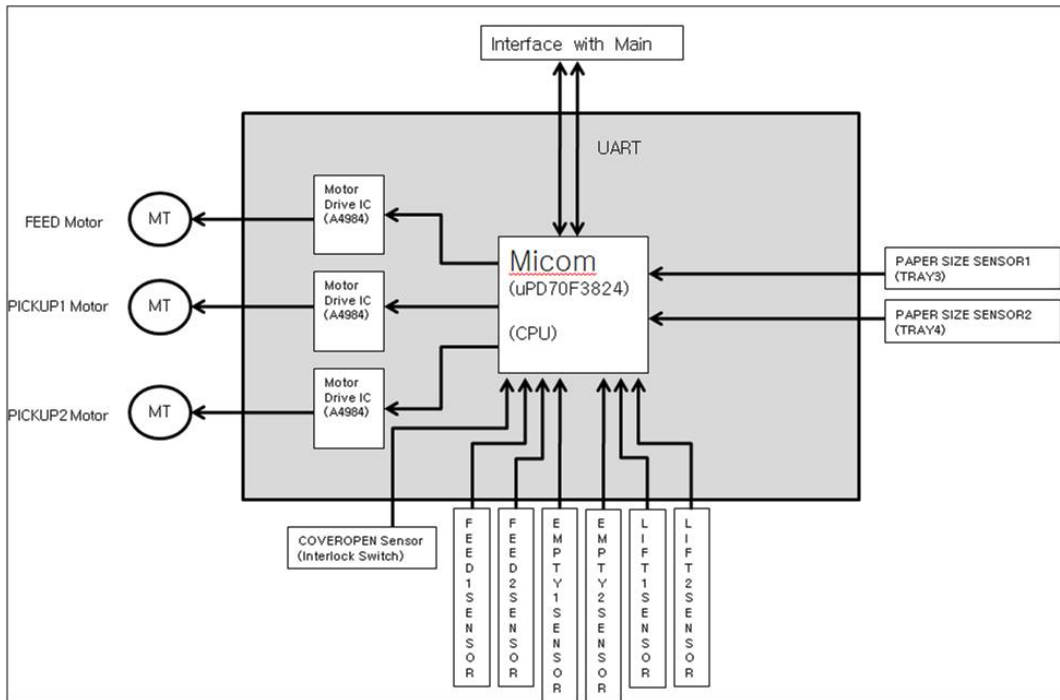 Interface with Main
UART
Motor
Drive IC
(A4984)
FEED Motor
MT
Micom
(uPD70F3824)
(CPU)
PAPER SIZE SENSOR1
(TRAY3)
Motor
Drive IC
(A4984)
PICKUP1 Motor
MT
PAPER SIZE SENSOR2
(TRAY4)
Motor
Drive IC
(A4984)
PICKUP2 Motor
MT
COVEROPEN Sensor
(Interlock Switch)
FEED1SENSOR
FEED2SENSOR
EMPTY1SENSOR
EMPTY2SENSOR
LIFT1SENSOR
LIFT2SENSOR